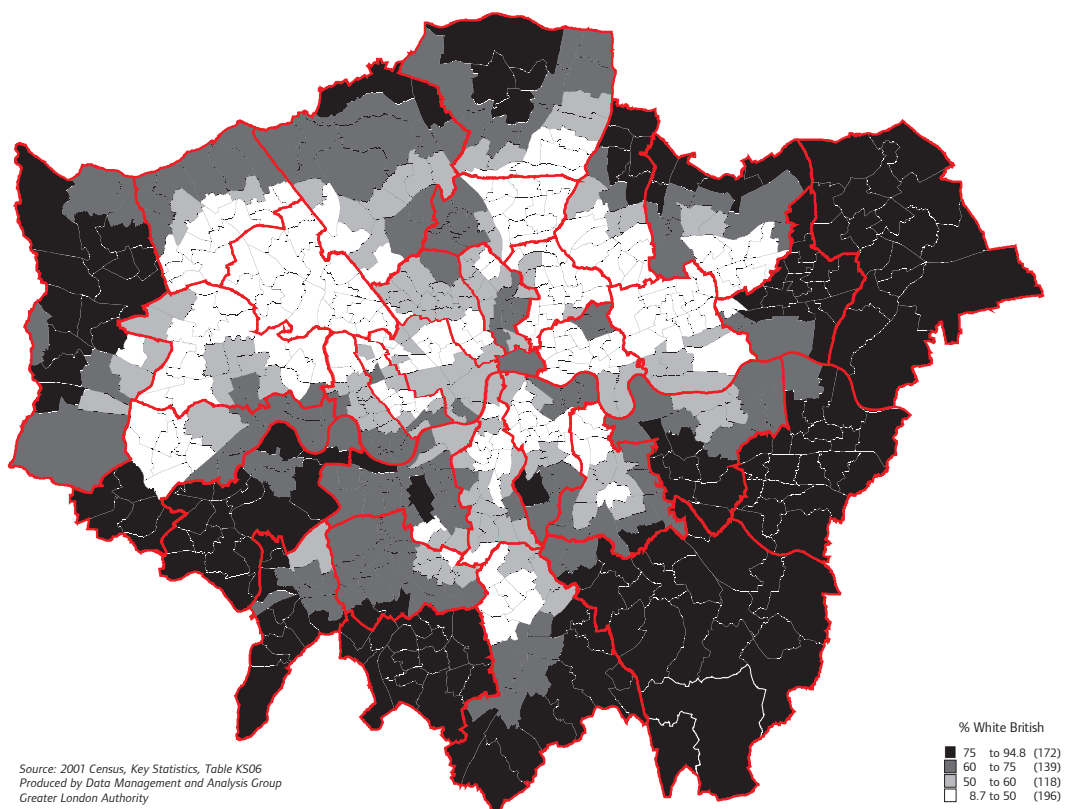 % White British
75 to 94.8 (172)
60 to 75 (139)
50 to 60 (118)
8.7 to 50 (196)
Source: 2001 Census, Key Statistics, Table KS06
Produced by Data Management and Analysis Group
Greater London Authority